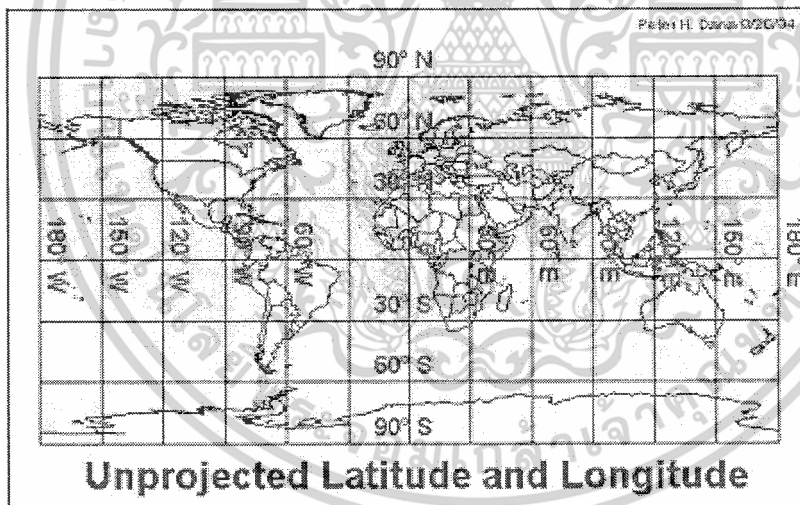 Peter H. Dana 9/20/94
90° N
60° N
30° N
180 W
150 W
120 W
90 W
60 W
30 E
60 E
90 E
120 E
150 E
180° E
30° S
60° S
90° S
Unprojected Latitude and Longitude